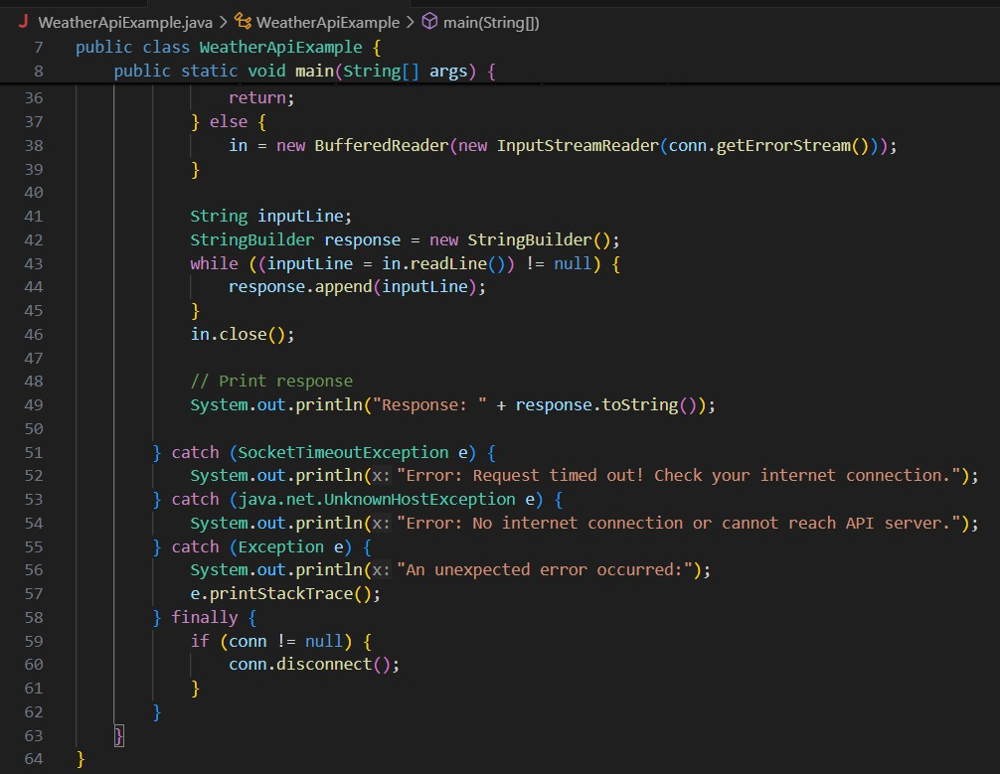 J WeatherApiExample.java > WeatherApiExample > main(String[])
7 public class WeatherApiExample {
8 public static void main(String[] args) {
36 return;
37 } else {
38 in = new BufferedReader(new InputStreamReader(conn.getErrorStream()));
39 }
40
41 String inputLine;
42 StringBuilder response = new StringBuilder();
43 while ((inputLine = in.readLine()) != null) {
44 response.append(inputLine);
45 }
46 in.close();
47
48 // Print response
49 System.out.println("Response: " + response.toString());
50
51 } catch (SocketTimeoutException e) {
52 System.out.println(x: "Error: Request timed out! Check your internet connection.");
53 } catch (java.net.UnknownHostException e) {
54 System.out.println(x: "Error: No internet connection or cannot reach API server.");
55 } catch (Exception e) {
56 System.out.println(x: "An unexpected error occurred:");
57 e.printStackTrace();
58 } finally {
59 if (conn != null) {
60 conn.disconnect();
61 }
62 }
63 }
64 }